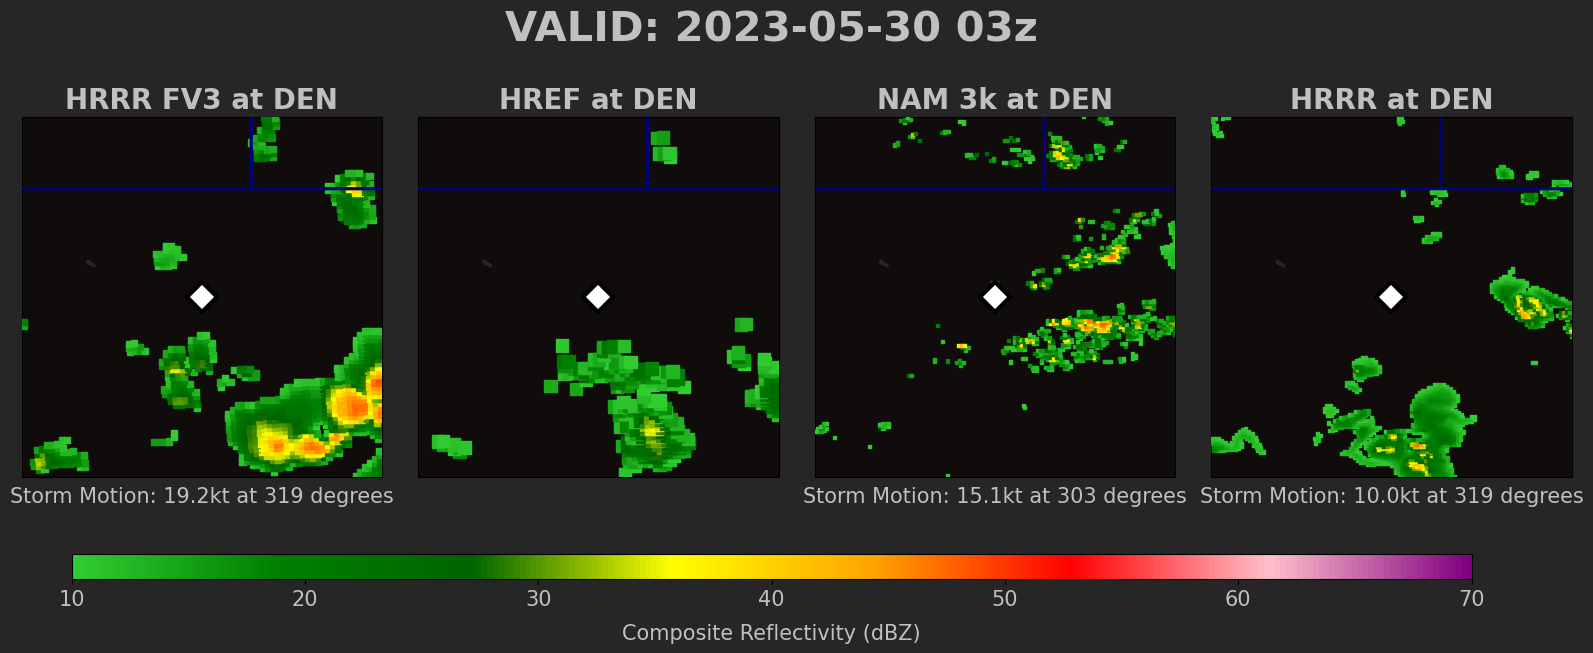 VALID: 2023-05-30 03z
HRRR FV3 at DEN
HREF at DEN
NAM 3k at DEN
HRRR at DEN
Storm Motion: 19.2kt at 319 degrees
Storm Motion: 15.1kt at 303 degrees
Storm Motion: 10.0kt at 319 degrees
10 20 30 40 50 60 70
Composite Reflectivity (dBZ)